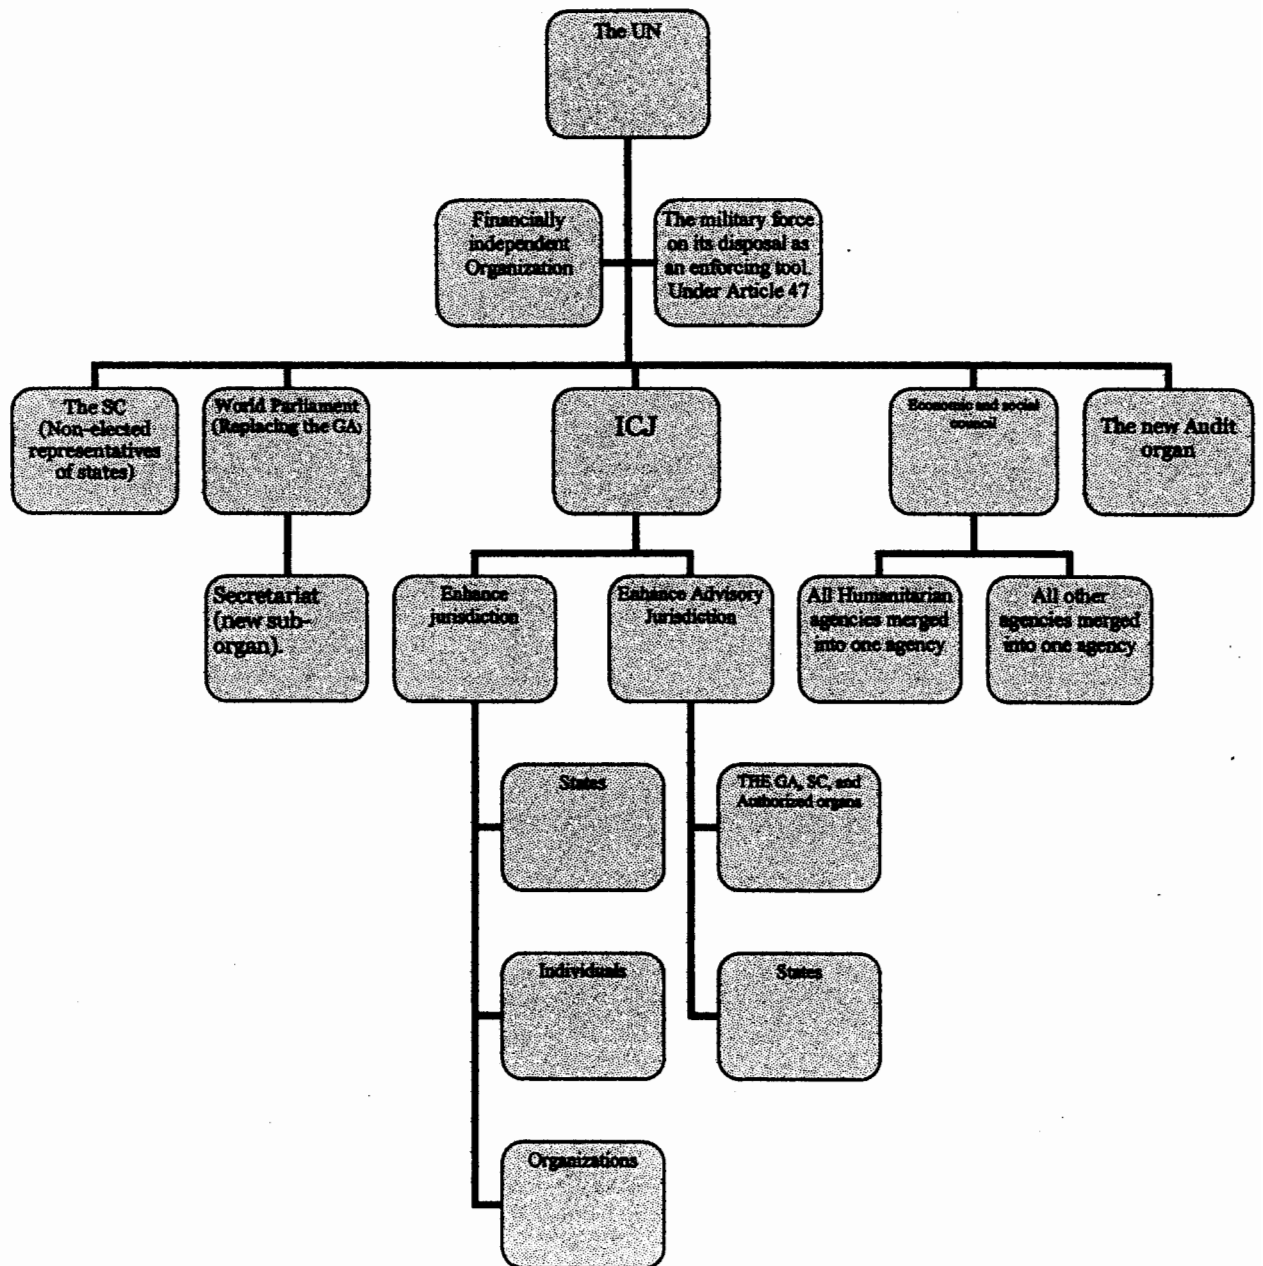 The UN
Financially
independent
Organization
The military force
on its disposal as
an enforcing tool.
Under Article 47
The SC
(Non-elected
representatives
of states)
World Parliament
(Replacing the GA)
ICJ
Economic and social
council
The new Audit
organ
Secretariat
(new sub-
organ).
Enhance
jurisdiction
Enhance Advisory
Jurisdiction
All Humanitarian
agencies merged
into one agency
All other
agencies merged
into one agency
States
THE GA, SC, and
Authorized organs
Individuals
States
Organizations